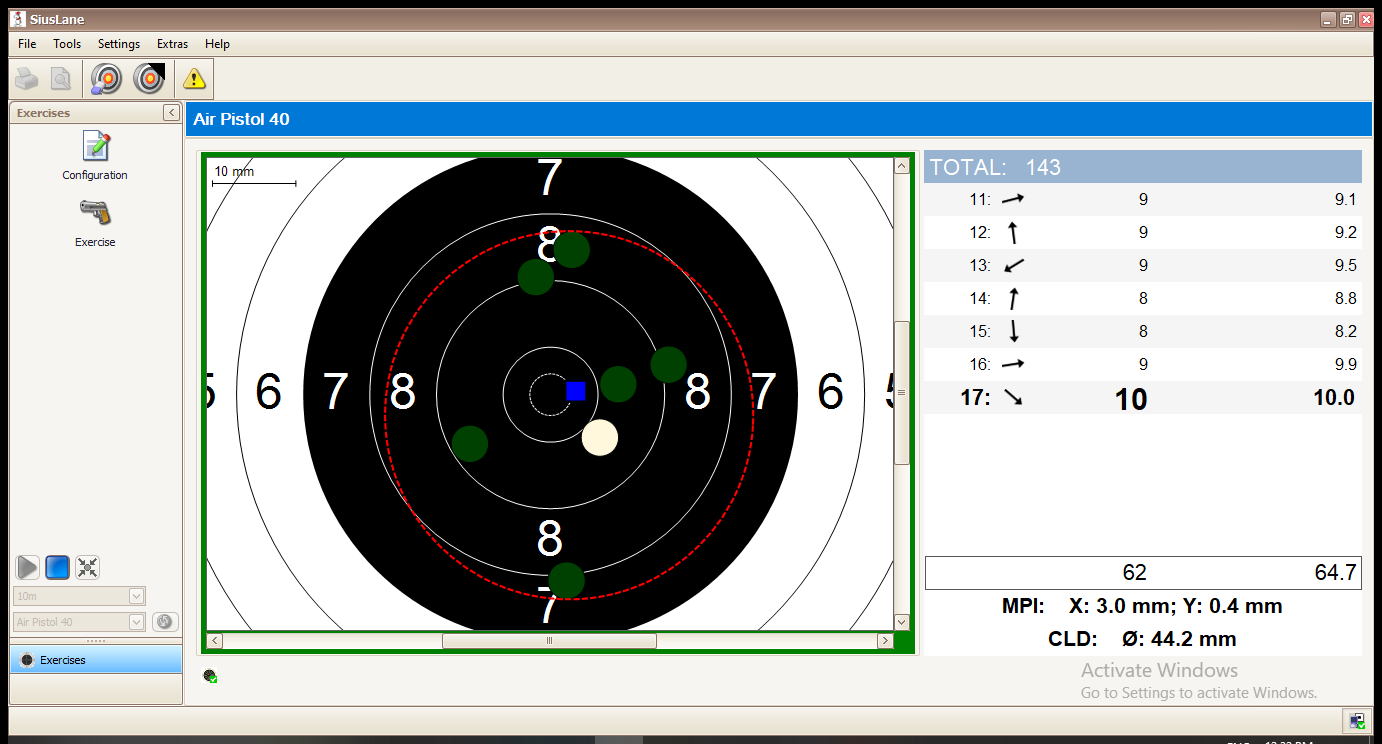 SiusLane
File Tools Settings Extras Help
Exercises
Configuration
Exercise
10m
Air Pistol 40
Exercises
Air Pistol 40
10 mm
7
8
6 7 8 8 7 6
8
7
TOTAL: 143
11: 9 9.1
12: 9 9.2
13: 9 9.5
14: 8 8.8
15: 8 8.2
16: 9 9.9
17: 10 10.0
62 64.7
MPI: X: 3.0 mm; Y: 0.4 mm
CLD: Ø: 44.2 mm
Activate Windows
Go to Settings to activate Windows.